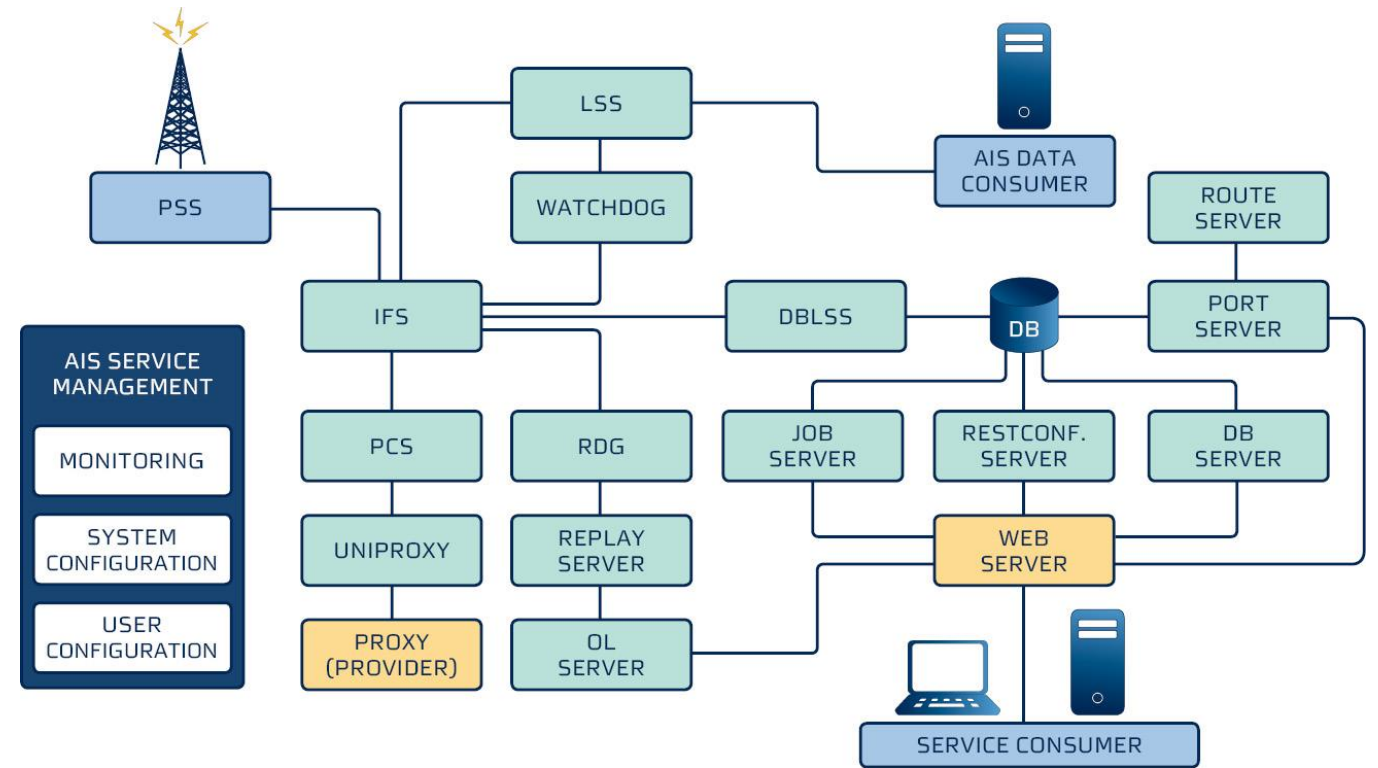 LSS
AIS DATA
CONSUMER
PSS
WATCHDOG
ROUTE
SERVER
IFS
DBLSS
DB
PORT
SERVER
AIS SERVICE
MANAGEMENT
MONITORING
SYSTEM
CONFIGURATION
USER
CONFIGURATION
PCS
RDG
JOB
SERVER
RESTCONF.
SERVER
DB
SERVER
UNIPROXY
REPLAY
SERVER
WEB
SERVER
PROXY
(PROVIDER)
OL
SERVER
SERVICE CONSUMER